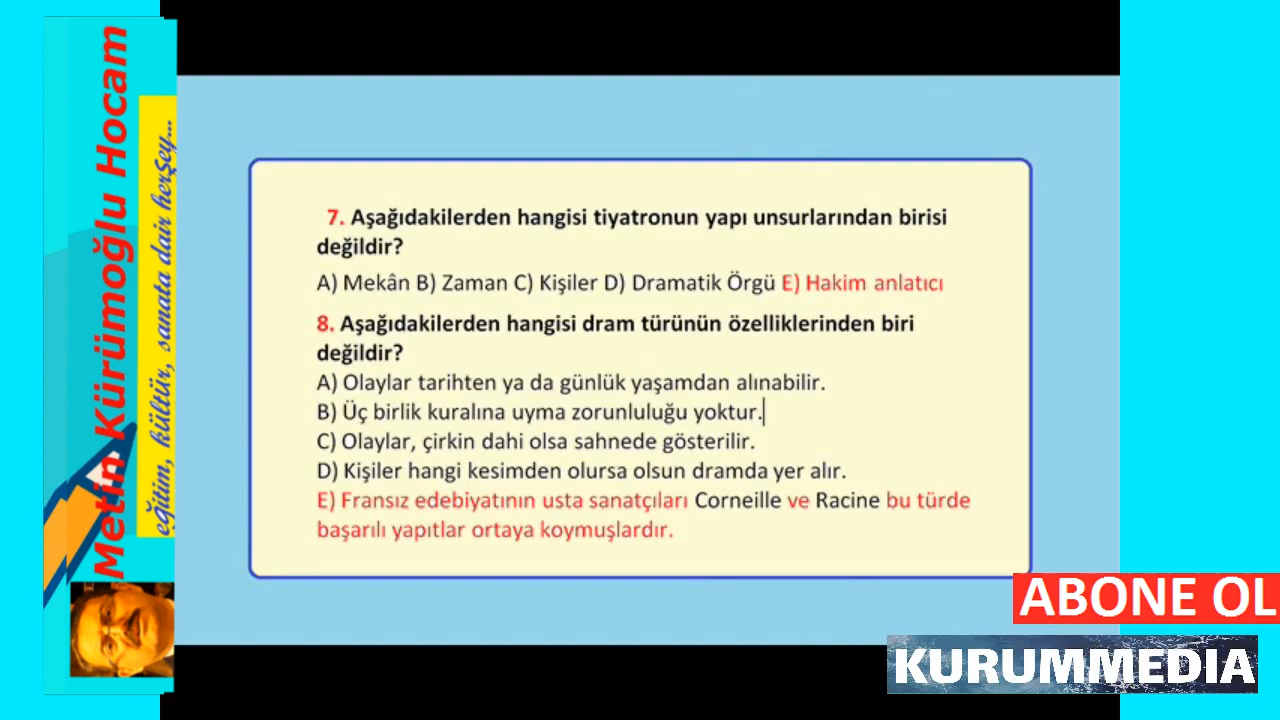 Metin Kürümoğlu Hocam
eğitim, kültür, sanata dair herşey...
7. Aşağıdakilerden hangisi tiyatronun yapı unsurlarından birisi
değildir?
A) Mekân B) Zaman C) Kişiler D) Dramatik Örgü E) Hakim anlatıcı
8. Aşağıdakilerden hangisi dram türünün özelliklerinden biri
değildir?
A) Olaylar tarihten ya da günlük yaşamdan alınabilir.
B) Üç birlik kuralına uyma zorunluluğu yoktur.
C) Olaylar, çirkin dahi olsa sahnede gösterilir.
D) Kişiler hangi kesimden olursa olsun dramda yer alır.
E) Fransız edebiyatının usta sanatçıları Corneille ve Racine bu türde
başarılı yapıtlar ortaya koymuşlardır.
ABONE OL
KURUMMEDIA